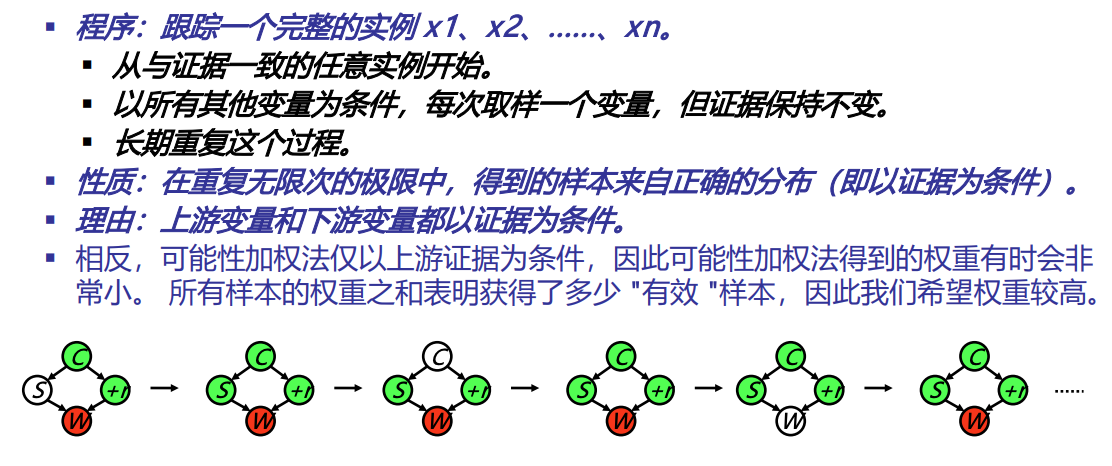 ▪ 程序：跟踪一个完整的实例 x1、x2、......、xn。
▪ 从与证据一致的任意实例开始。
▪ 以所有其他变量为条件，每次取样一个变量，但证据保持不变。
▪ 长期重复这个过程。
▪ 性质：在重复无限次的极限中，得到的样本来自正确的分布（即以证据为条件）。
▪ 理由：上游变量和下游变量都以证据为条件。
▪ 相反，可能性加权法仅以上游证据为条件，因此可能性加权法得到的权重有时会非
常小。 所有样本的权重之和表明获得了多少 "有效 "样本，因此我们希望权重较高。
C C C C C C
S +r S +r S +r S +r S +r S +r ......
W W W W W W